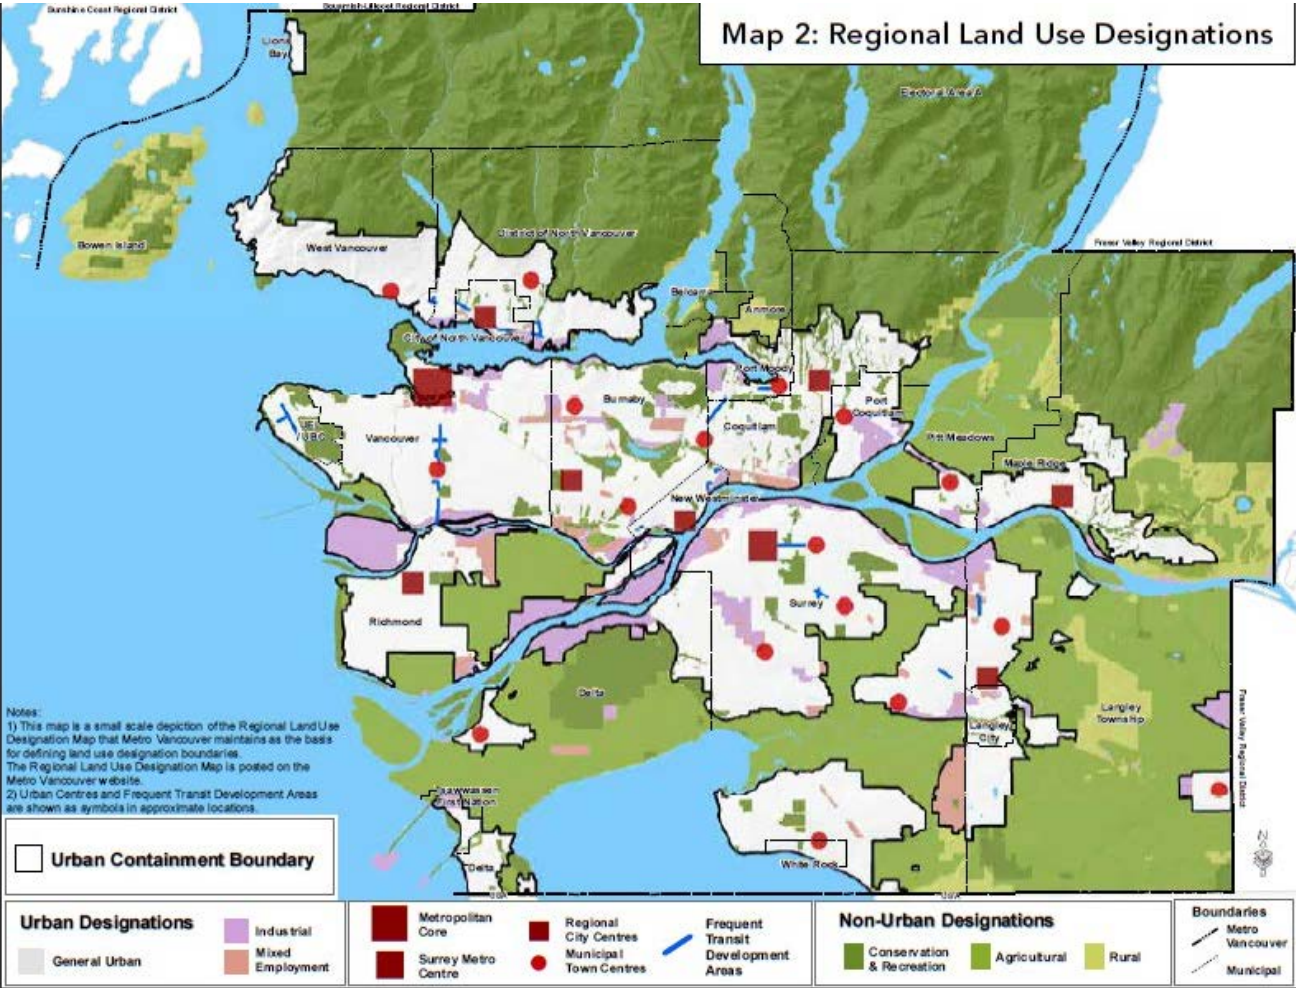 Sunshine Coast Regional District
Squamish-Lillooet Regional District
Map 2: Regional Land Use Designations
Lions
Bay
Electoral Area A
Bowen Island
West Vancouver
District of North Vancouver
Fraser Valley Regional District
Belcarra
Anmore
City of North Vancouver
Port Moody
Burnaby
Port
Coquitlam
Coquitlam
UEL
/UBC
Vancouver
Pitt Meadows
Maple Ridge
New Westminster
Surrey
Richmond
Delta
Langley
Township
Langley
City
Fraser Valley Regional District
Notes:
1) This map is a small scale depiction of the Regional Land Use
Designation Map that Metro Vancouver maintains as the basis
for defining land use designation boundaries.
The Regional Land Use Designation Map is posted on the
Metro Vancouver website.
2) Urban Centres and Frequent Transit Development Areas
are shown as symbols in approximate locations.
Tsawwassen
First Nation
Delta
White Rock
USA
USA
N
Urban Containment Boundary
Urban Designations
General Urban
Industrial
Mixed
Employment
Metropolitan
Core
Surrey Metro
Centre
Regional
City Centres
Municipal
Town Centres
Frequent
Transit
Development
Areas
Non-Urban Designations
Conservation
& Recreation
Agricultural
Rural
Boundaries
Metro
Vancouver
Municipal